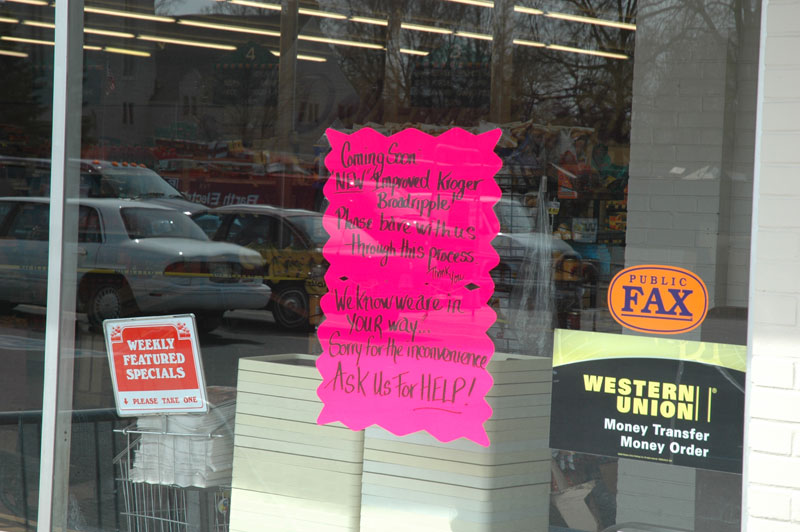 4
Coming Soon
"NEW" Improved Kroger
Broadripple!
Please bare with us
through this process
Thank You
We Know we are in
YOUR way...
Sorry for the inconvenience
ASK US FOR HELP!
WEEKLY
FEATURED
SPECIALS
PLEASE TAKE ONE
PUBLIC
FAX
WESTERN
UNION
Money Transfer
Money Order